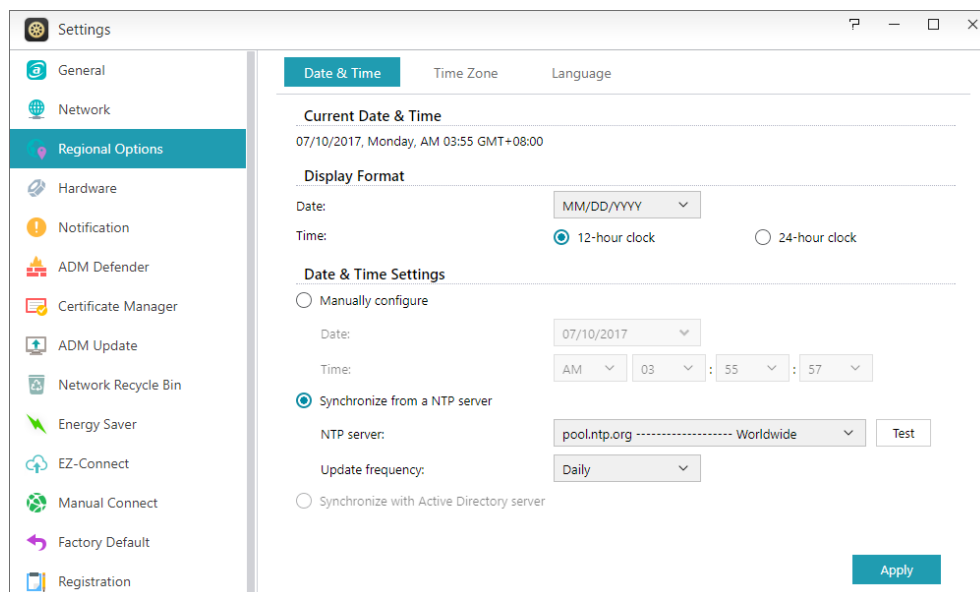 Settings
General
Network
Regional Options
Hardware
Notification
ADM Defender
Certificate Manager
ADM Update
Network Recycle Bin
Energy Saver
EZ-Connect
Manual Connect
Factory Default
Registration
Date & Time Time Zone Language
Current Date & Time
07/10/2017, Monday, AM 03:55 GMT+08:00
Display Format
Date: MM/DD/YYYY
Time: 12-hour clock 24-hour clock
Date & Time Settings
Manually configure
Date: 07/10/2017
Time: AM 03 : 55 : 57
Synchronize from a NTP server
NTP server: pool.ntp.org ------------------- Worldwide Test
Update frequency: Daily
Synchronize with Active Directory server
Apply